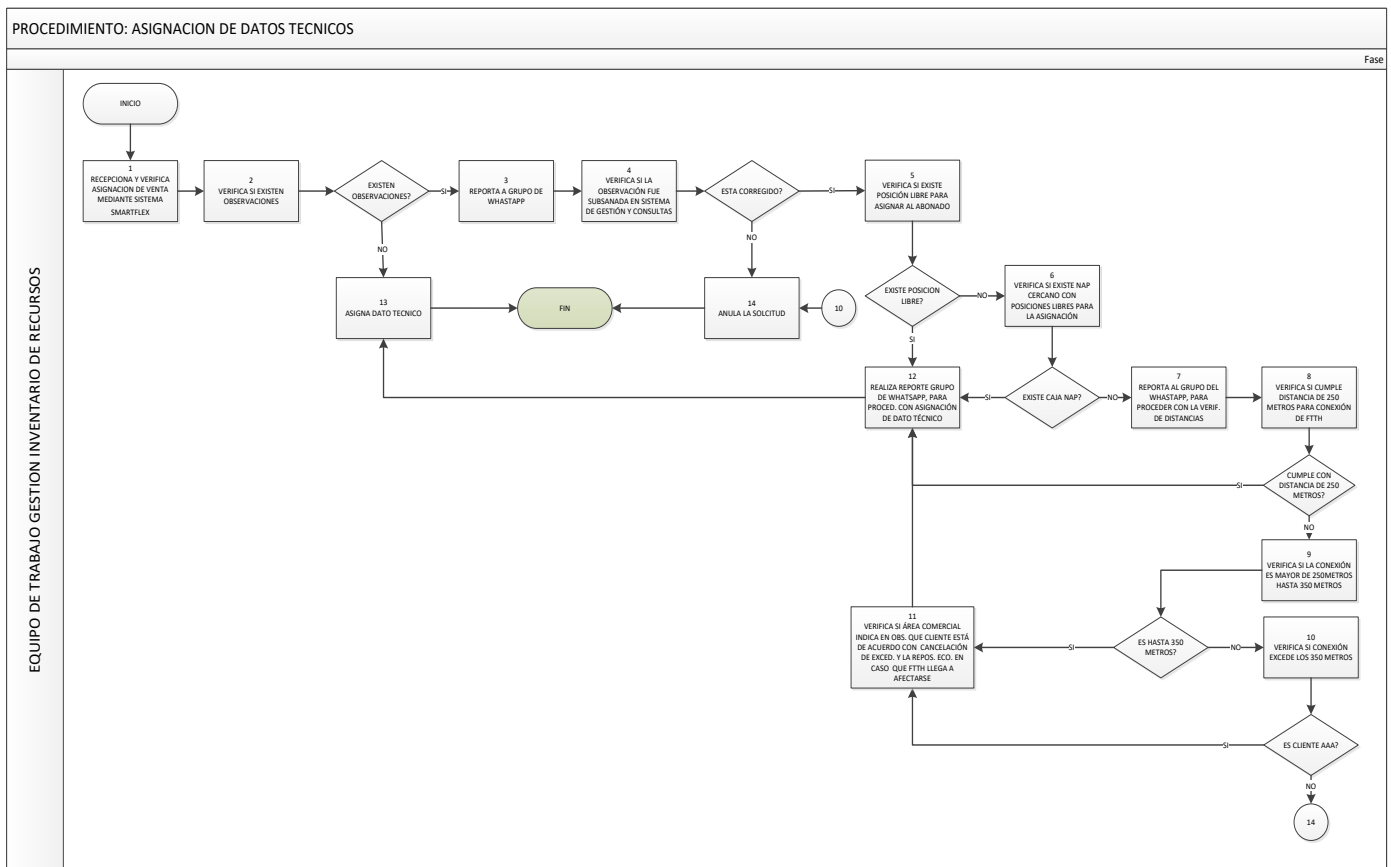 PROCEDIMIENTO: ASIGNACION DE DATOS TECNICOS
Fase
EQUIPO DE TRABAJO GESTION INVENTARIO DE RECURSOS
INICIO
1
RECEPCIONA Y VERIFICA
ASIGNACION DE VENTA
MEDIANTE SISTEMA
SMARTFLEX
2
VERIFICA SI EXISTEN
OBSERVACIONES
EXISTEN
OBSERVACIONES?
SI
3
REPORTA A GRUPO DE
WHASTAPP
4
VERIFICA SI LA
OBSERVACIÓN FUE
SUBSANADA EN SISTEMA
DE GESTIÓN Y CONSULTAS
ESTA CORREGIDO?
SI
5
VERIFICA SI EXISTE
POSICIÓN LIBRE PARA
ASIGNAR AL ABONADO
NO
NO
13
ASIGNA DATO TECNICO
FIN
14
ANULA LA SOLCITUD
10
EXISTE POSICION
LIBRE?
NO
6
VERIFICA SI EXISTE NAP
CERCANO CON
POSICIONES LIBRES PARA
LA ASIGNACIÓN
SI
12
REALIZA REPORTE GRUPO
DE WHATSAPP, PARA
PROCED. CON ASIGNACIÓN
DE DATO TÉCNICO
SI
EXISTE CAJA NAP?
NO
7
REPORTA AL GRUPO DEL
WHASTAPP, PARA
PROCEDER CON LA VERIF.
DE DISTANCIAS
8
VERIFICA SI CUMPLE
DISTANCIA DE 250
METROS PARA CONEXIÓN
DE FTTH
SI
CUMPLE CON
DISTANCIA DE 250
METROS?
NO
9
VERIFICA SI LA CONEXIÓN
ES MAYOR DE 250METROS
HASTA 350 METROS
11
VERIFICA SI ÁREA COMERCIAL
INDICA EN OBS. QUE CLIENTE ESTÁ
DE ACUERDO CON CANCELACIÓN
DE EXCED. Y LA REPOS. ECO. EN
CASO QUE FTTH LLEGA A
AFECTARSE
SI
ES HASTA 350
METROS?
NO
10
VERIFICA SI CONEXIÓN
EXCEDE LOS 350 METROS
SI
ES CLIENTE AAA?
NO
14